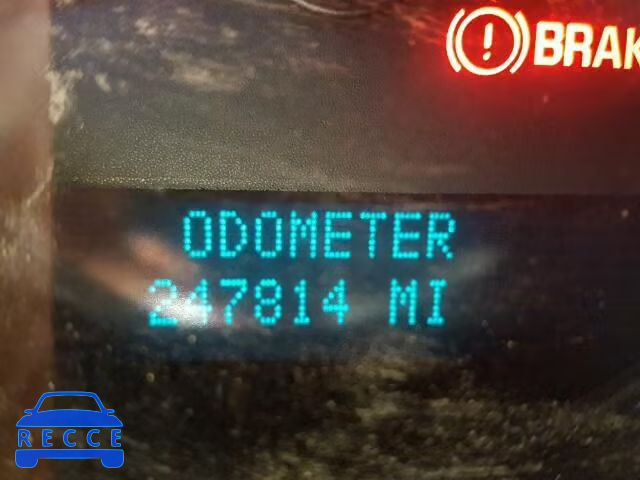 BRAK
ODOMETER
247814 MI
RECCE